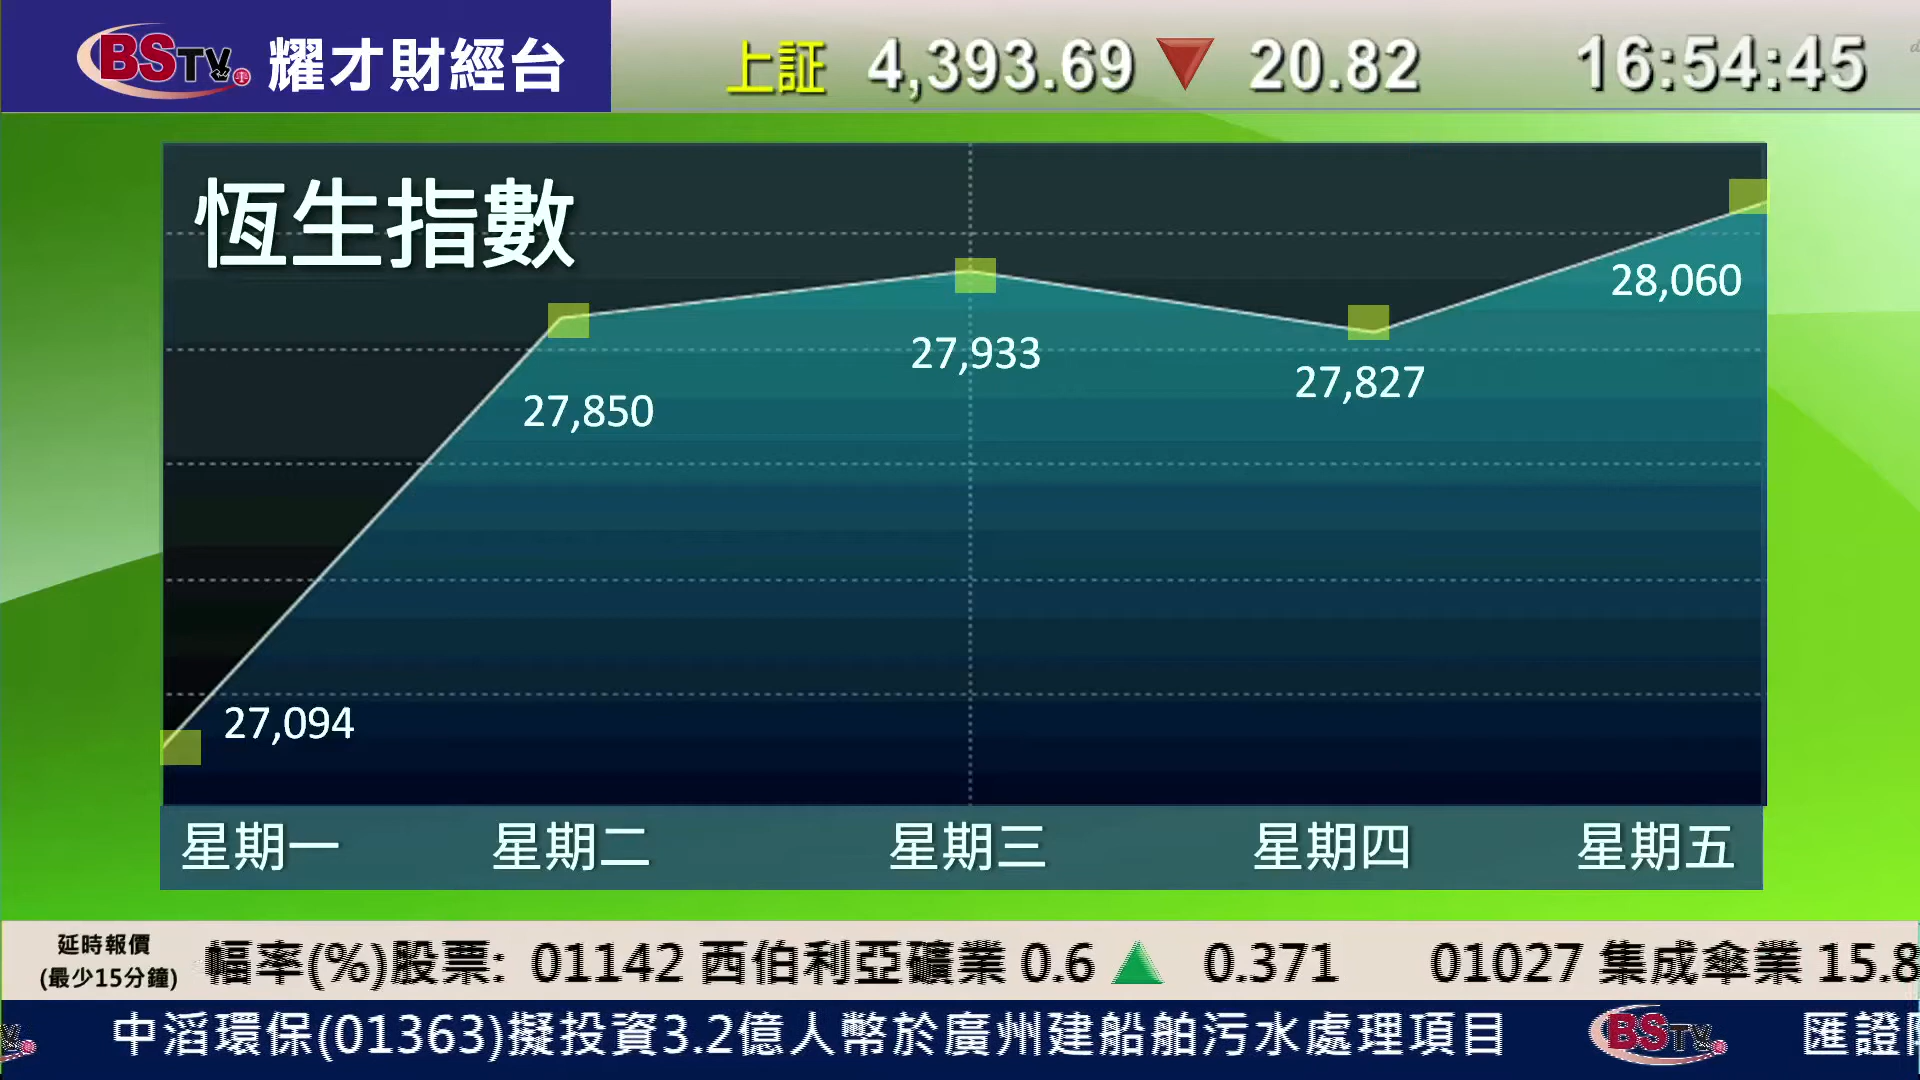 BSTV 耀才財經台
上証 4,393.69 ▼ 20.82 16:54:45
恆生指數
28,060
27,933
27,827
27,850
27,094
星期一 星期二 星期三 星期四 星期五
延時報價
(最少15分鐘)
幅率(%)股票: 01142 西伯利亞礦業 0.6 ▲ 0.371 01027 集成傘業 15.8
中滔環保(01363)擬投資3.2億人幣於廣州建船舶污水處理項目 BSTV 匯證